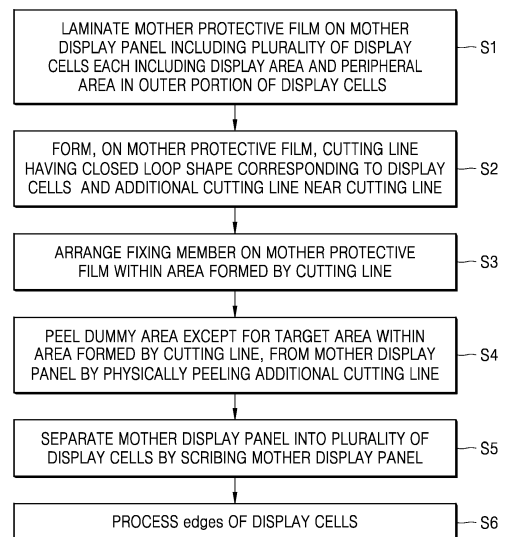 LAMINATE MOTHER PROTECTIVE FILM ON MOTHER
DISPLAY PANEL INCLUDING PLURALITY OF DISPLAY
CELLS EACH INCLUDING DISPLAY AREA AND PERIPHERAL
AREA IN OUTER PORTION OF DISPLAY CELLS
S1
FORM, ON MOTHER PROTECTIVE FILM, CUTTING LINE
HAVING CLOSED LOOP SHAPE CORRESPONDING TO DISPLAY
CELLS AND ADDITIONAL CUTTING LINE NEAR CUTTING LINE
S2
ARRANGE FIXING MEMBER ON MOTHER PROTECTIVE
FILM WITHIN AREA FORMED BY CUTTING LINE
S3
PEEL DUMMY AREA EXCEPT FOR TARGET AREA WITHIN
AREA FORMED BY CUTTING LINE, FROM MOTHER DISPLAY
PANEL BY PHYSICALLY PEELING ADDITIONAL CUTTING LINE
S4
SEPARATE MOTHER DISPLAY PANEL INTO PLURALITY OF
DISPLAY CELLS BY SCRIBING MOTHER DISPLAY PANEL
S5
PROCESS edges OF DISPLAY CELLS
S6